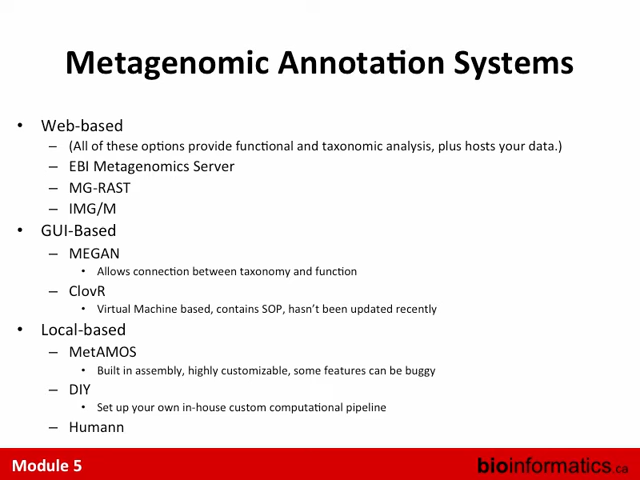 Metagenomic Annotation Systems
• Web-based
– (All of these options provide functional and taxonomic analysis, plus hosts your data.)
– EBI Metagenomics Server
– MG-RAST
– IMG/M
• GUI-Based
– MEGAN
• Allows connection between taxonomy and function
– ClovR
• Virtual Machine based, contains SOP, hasn't been updated recently
• Local-based
– MetAMOS
• Built in assembly, highly customizable, some features can be buggy
– DIY
• Set up your own in-house custom computational pipeline
– Humann
Module 5
bioinformatics.ca